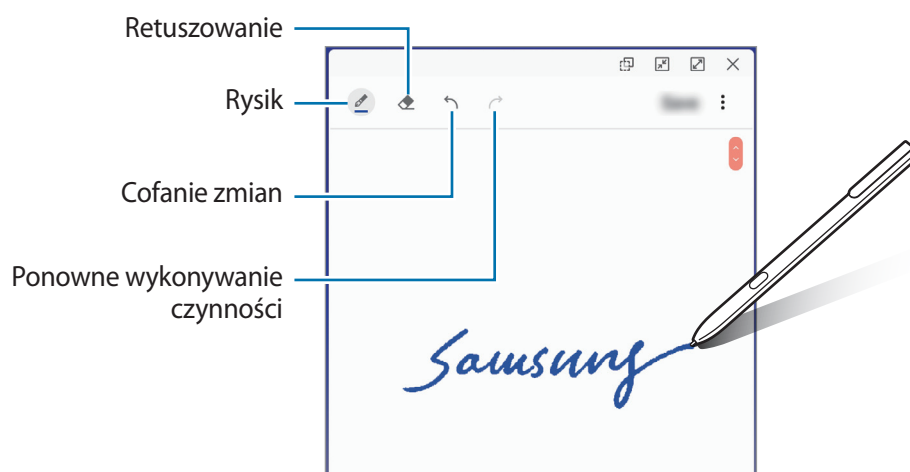 Retuszowanie
Rysik
Cofanie zmian
Ponowne wykonywanie
czynności
Samsung